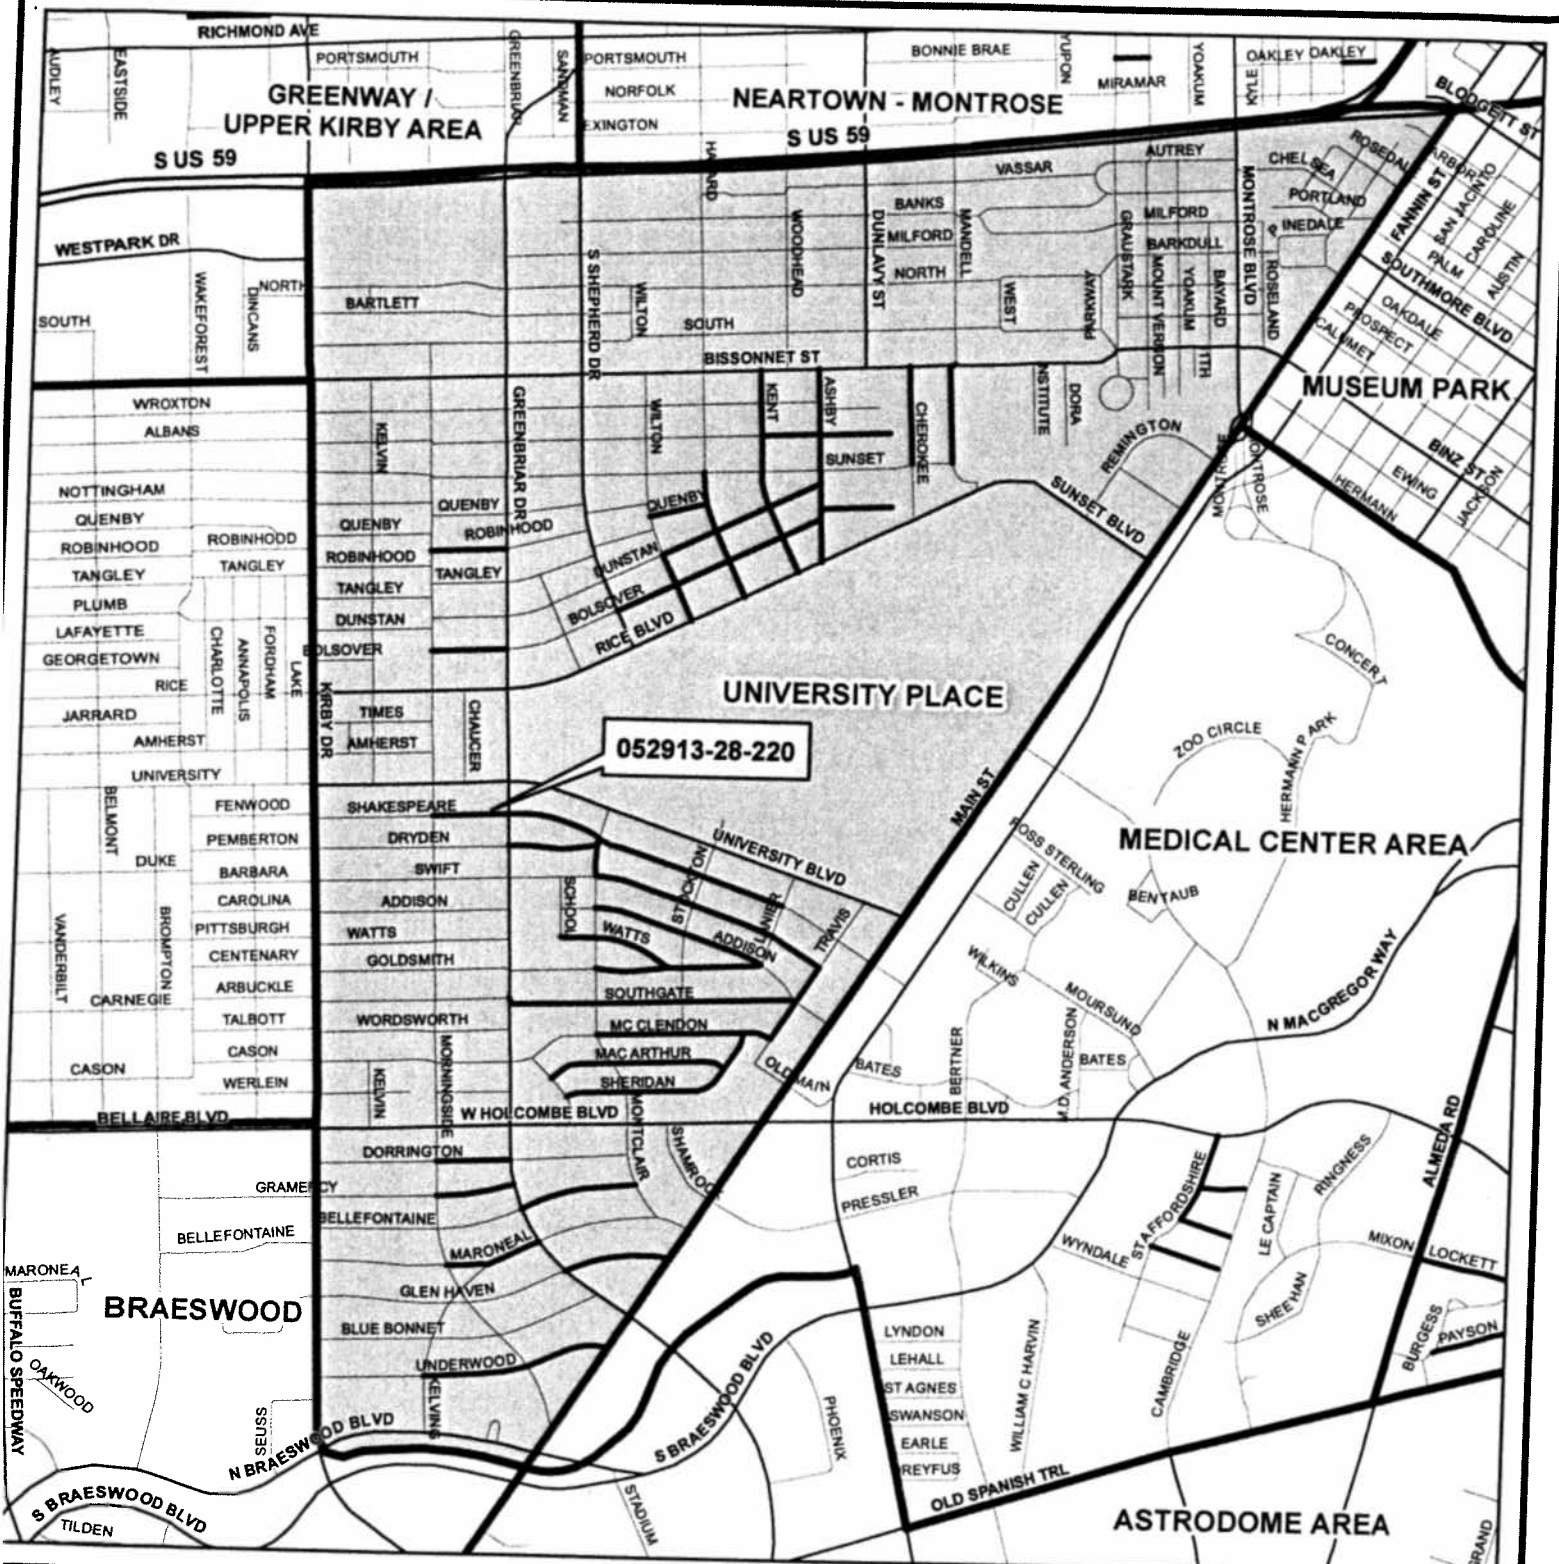 RICHMOND AVE
AUDLEY
EASTSIDE
PORTSMOUTH
SANDMAN
PORTSMOUTH
NORFOLK
BONNIE BRAE
YUPON
MIRAMAR
YOAKUM
KYLE
OAKLEY OAKLEY
BLODGETT ST
GREENWAY /
UPPER KIRBY AREA
NEARTOWN - MONTROSE
S US 59
S US 59
VASSAR
AUTREY
CHELSEA
ARBOR
SAN JACINTO
CAROLINE
AUSTIN
PALM
FANNIN ST
SOUTHMORE BLVD
WESTPARK DR
WAKEFOREST
DINCANS
NORTH
SOUTH
BARTLETT
S SHEPHERD DR
WILTON
WOODHEAD
DUNLAVY ST
BANKS
MILFORD
NORTH
MANDELL
WEST
PARKWAY
GRAUSTARK
MILFORD
BARKDULL
MOUNT VERNON
YOAKUM
BAYARD
MONTROSE BLVD
ROSELAND
PORTLAND
PINEDALE
OAKDALE
PROSPECT
CALUMET
SOUTH
BISSONNET ST
MUSEUM PARK
WROXTON
ALBANS
NOTTINGHAM
QUENBY
ROBINHOOD
TANGLEY
PLUMB
LAFAYETTE
GEORGETOWN
RICE
JARRARD
AMHERST
UNIVERSITY
ROBINHOOD
TANGLEY
CHARLOTTE
ANNAPOLIS
FORDHAM
LAKE
KELVIN
GREENBRIAR DR
WILTON
KENT
ASHBY
CHEROKEE
SUNSET
DORA
REMINGTON
SUNSET BLVD
BINZ ST
EWING
JACKSON
HERMANN
QUENBY
QUENBY
QUENBY
ROBINHOOD
ROBINHOOD
TANGLEY
TANGLEY
DUNSTAN
DUNSTAN
BOLSOVER
BOLSOVER
RICE BLVD
KIRBY DR
TIMES
AMHERST
CHAUCER
UNIVERSITY PLACE
052913-28-220
CONCERT
ZOO CIRCLE
HERMANN PARK
MAIN ST
MEDICAL CENTER AREA
BELMONT
FENWOOD
PEMBERTON
DUKE
BARBARA
CAROLINA
PITTSBURGH
CENTENARY
ARBUCKLE
CARNEGIE
TALBOTT
CASON
CASON
WERLEIN
VANDERBILT
BROMPTON
BELLAIRE BLVD
SHAKESPEARE
DRYDEN
SWIFT
ADDISON
WATTS
GOLDSMITH
WORDSWORTH
MORNINGSIDE
KELVIN
SCHOOL
WATTS
STOCKTON
ADDISON
LANIER
TRAVIS
UNIVERSITY BLVD
SOUTHGATE
MC CLENDON
MAC ARTHUR
SHERIDAN
OLD MAIN
W HOLCOMBE BLVD
HOLCOMBE BLVD
ROSS STERLING
CULLEN
CULLEN
BEN TAUB
WILKINS
MOURSUND
BERTNER
M.D. ANDERSON
BATES
BATES
N MACGREGOR WAY
ALMEDA RD
DORRINGTON
MONTCLAIR
GRAMERCY
BELLEFONTAINE
BELLEFONTAINE
MARONEAL
MARONEAL
GLEN HAVEN
BLUE BONNET
UNDERWOOD
BRAESWOOD
BUFFALO SPEEDWAY
OAKWOOD
SEUSS
N BRAESWOOD BLVD
S BRAESWOOD BLVD
TILDEN
S BRAESWOOD BLVD
STADIUM
PHOENIX
CORTIS
PRESSLER
LYNDON
LEHALL
ST AGNES
SWANSON
EARLE
WILLIAM C HARVIN
OLD SPANISH TRL
STAFFORDSHIRE
WYNDALE
LE CAPTAIN
RINGNESS
CAMBRIDGE
SHEEHAN
MIXON
LOCKETT
BURGESS
PAYSON
ASTRODOME AREA